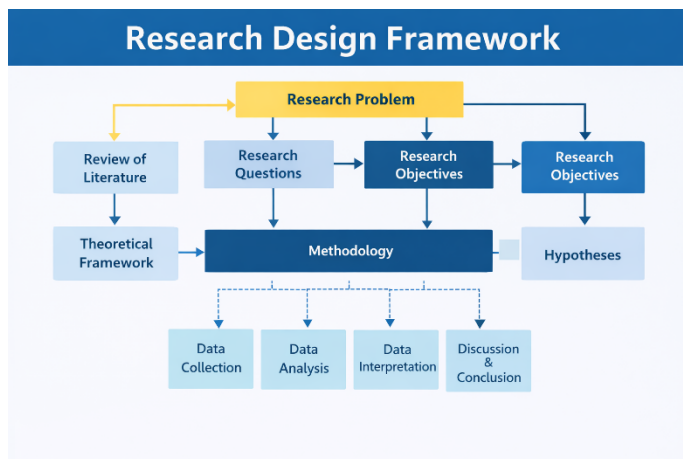 Research Design Framework
Research Problem
Review of
Literature
Research
Questions
Research
Objectives
Research
Objectives
Theoretical
Framework
Methodology
Hypotheses
Data
Collection
Data
Analysis
Data
Interpretation
Discussion
&
Conclusion